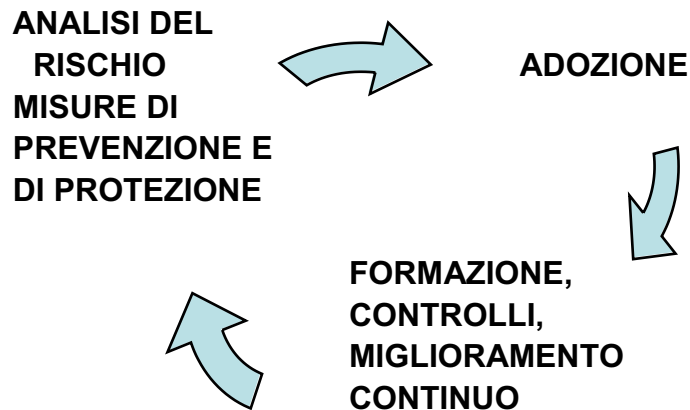 ANALISI DEL
RISCHIO
MISURE DI
PREVENZIONE E
DI PROTEZIONE
ADOZIONE
FORMAZIONE,
CONTROLLI,
MIGLIORAMENTO
CONTINUO